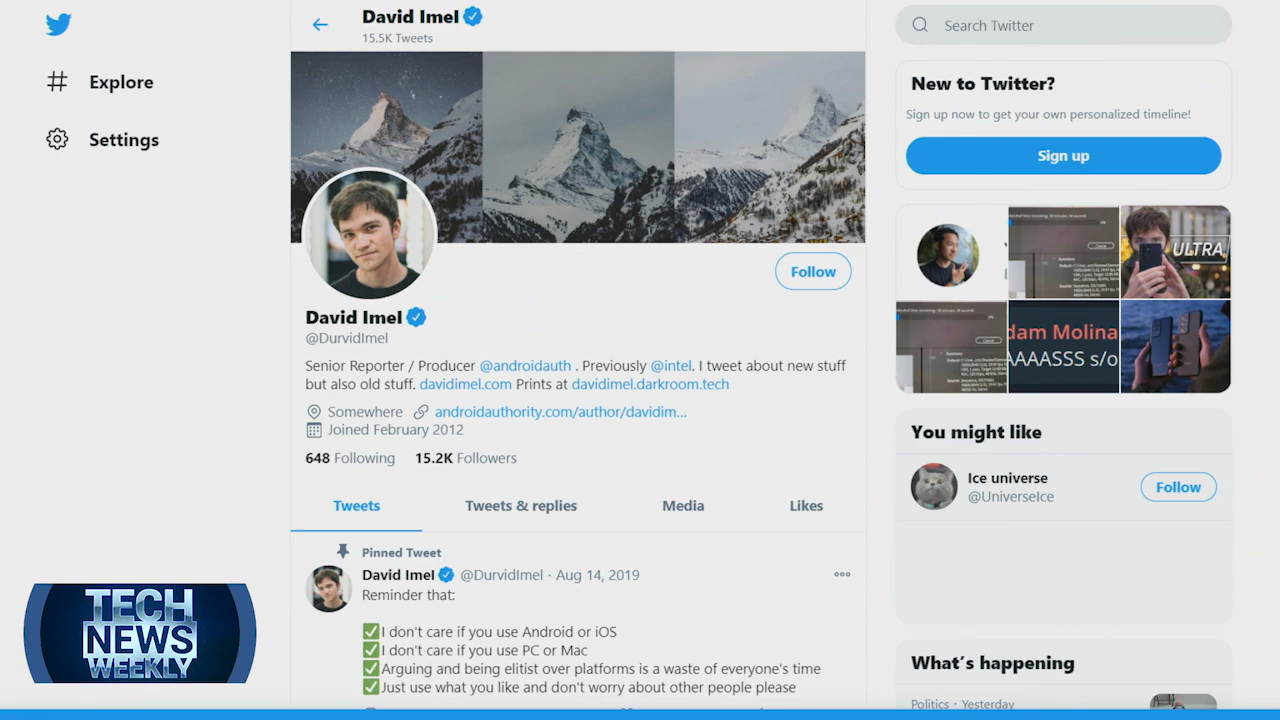 Explore
Settings
TECH
NEWS
WEEKLY
David Imel
15.5K Tweets
Follow
David Imel
@DurvidImel
Senior Reporter / Producer @androidauth . Previously @intel. I tweet about new stuff
but also old stuff. davidimel.com Prints at davidimel.darkroom.tech
Somewhere androidauthority.com/author/davidim...
Joined February 2012
648 Following 15.2K Followers
Tweets Tweets & replies Media Likes
Pinned Tweet
David Imel @DurvidImel · Aug 14, 2019
Reminder that:
✅I don't care if you use Android or iOS
✅I don't care if you use PC or Mac
✅Arguing and being elitist over platforms is a waste of everyone's time
✅Just use what you like and don't worry about other people please
Search Twitter
New to Twitter?
Sign up now to get your own personalized timeline!
Sign up
ULTRA
dam Molina
AAAASSS s/o
You might like
Ice universe
@UniverseIce
Follow
What's happening
Politics · Yesterday